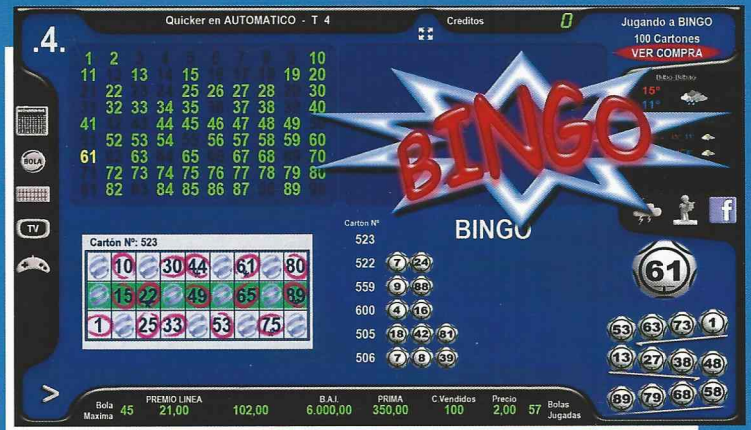 .4.
Quicker en AUTOMATICO - T 4
Créditos 0
Jugando a BINGO
100 Cartones
VER COMPRA
15°
11°
1 2 10
11 13 15 19 20
22 25 26 27 28 30
32 33 34 35 37 38 40
41 44 45 46 47 48 49
52 53 54 56 57 58 59 60
61 63 65 67 68 70
72 73 74 75 76 77 78 79 80
82 84 85 86 87 89
BINGO
BOLA
TV
f
Cartón Nº: 523
10 30 44 61 80
15 22 49 65 89
1 25 33 53 75
Carton Nº
BINGO
523
522 7 24
559 9 88
600 4 16
505 18 42 81
506 7 8 39
61
53 63 73 1
13 27 38 48
89 79 68 58
>
Bola Maxima 45
PREMIO LINEA
21,00
102,00
B.A.I.
6.000,00
PRIMA
350,00
C.Vendidos
100
Precio
2,00
57 Bolas Jugadas